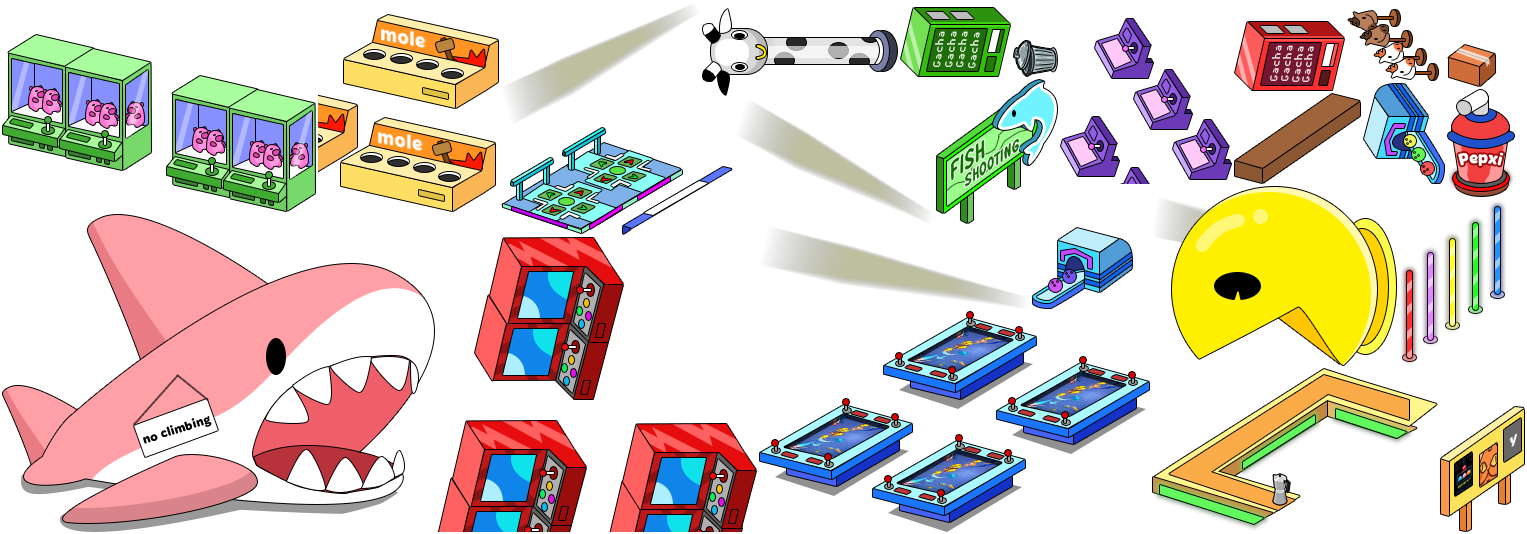 mole
mole
Gacha
Gacha
Gacha
Gacha
FISH
SHOOTING
Gacha
Gacha
Gacha
Gacha
Pepxi
no climbing
y